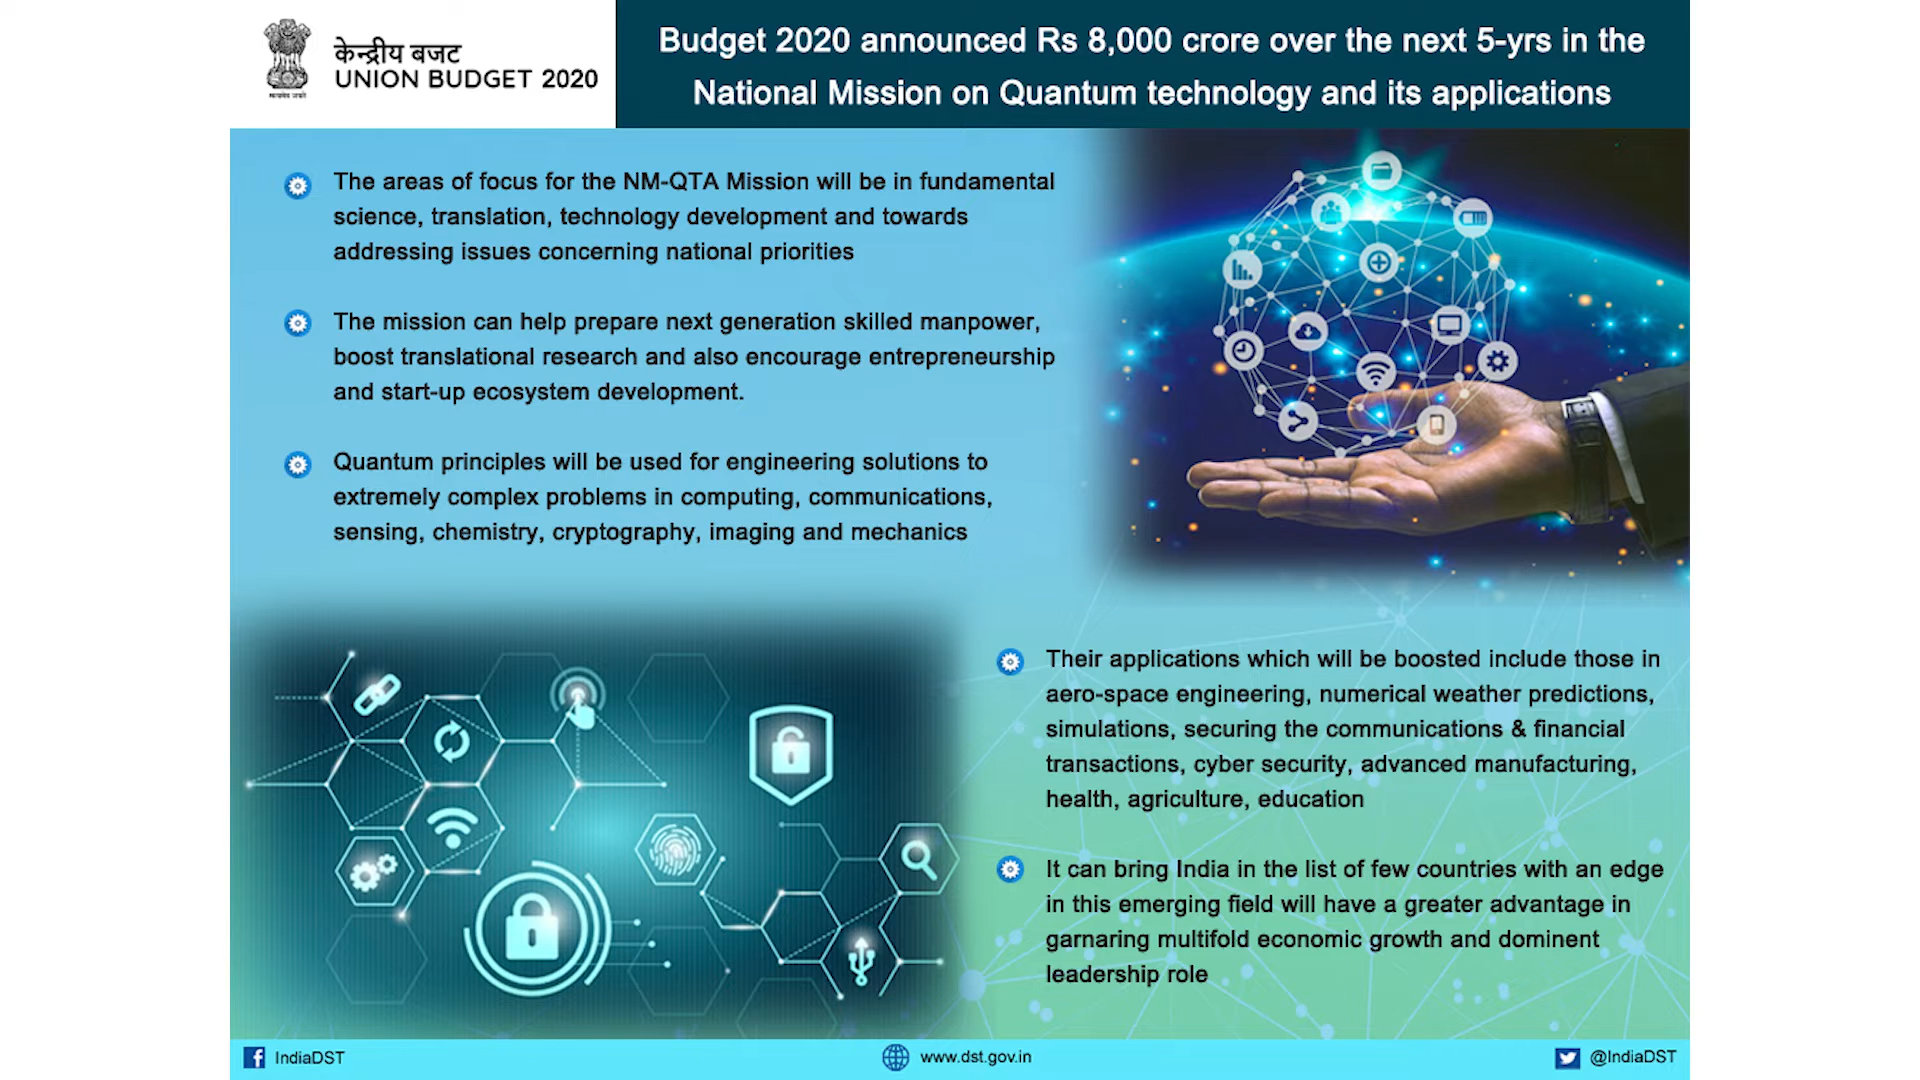 केन्द्रीय बजट
UNION BUDGET 2020
सत्यमेव जयते
Budget 2020 announced Rs 8,000 crore over the next 5-yrs in the
National Mission on Quantum technology and its applications
The areas of focus for the NM-QTA Mission will be in fundamental
science, translation, technology development and towards
addressing issues concerning national priorities
The mission can help prepare next generation skilled manpower,
boost translational research and also encourage entrepreneurship
and start-up ecosystem development.
Quantum principles will be used for engineering solutions to
extremely complex problems in computing, communications,
sensing, chemistry, cryptography, imaging and mechanics
Their applications which will be boosted include those in
aero-space engineering, numerical weather predictions,
simulations, securing the communications & financial
transactions, cyber security, advanced manufacturing,
health, agriculture, education
It can bring India in the list of few countries with an edge
in this emerging field will have a greater advantage in
garnaring multifold economic growth and dominent
leadership role
IndiaDST
www.dst.gov.in
@IndiaDST